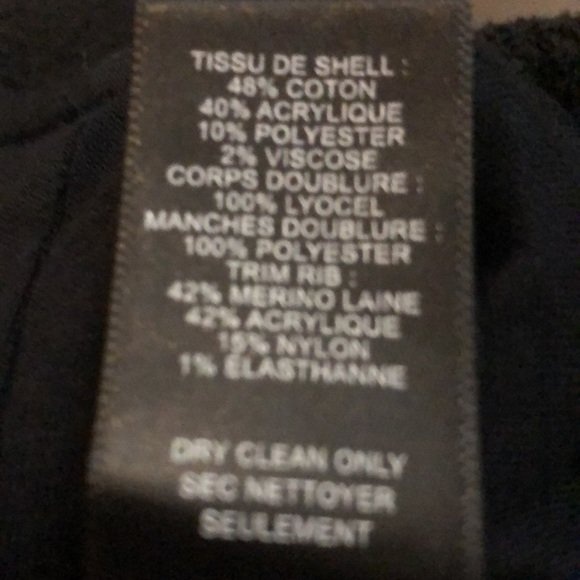 TISSU DE SHELL :
48% COTON
40% ACRYLIQUE
10% POLYESTER
2% VISCOSE
CORPS DOUBLURE :
100% LYOCEL
MANCHES DOUBLURE :
100% POLYESTER
TRIM RIB :
42% MERINO LAINE
42% ACRYLIQUE
15% NYLON
1% ÉLASTHANNE
DRY CLEAN ONLY
SEC NETTOYER
SEULEMENT